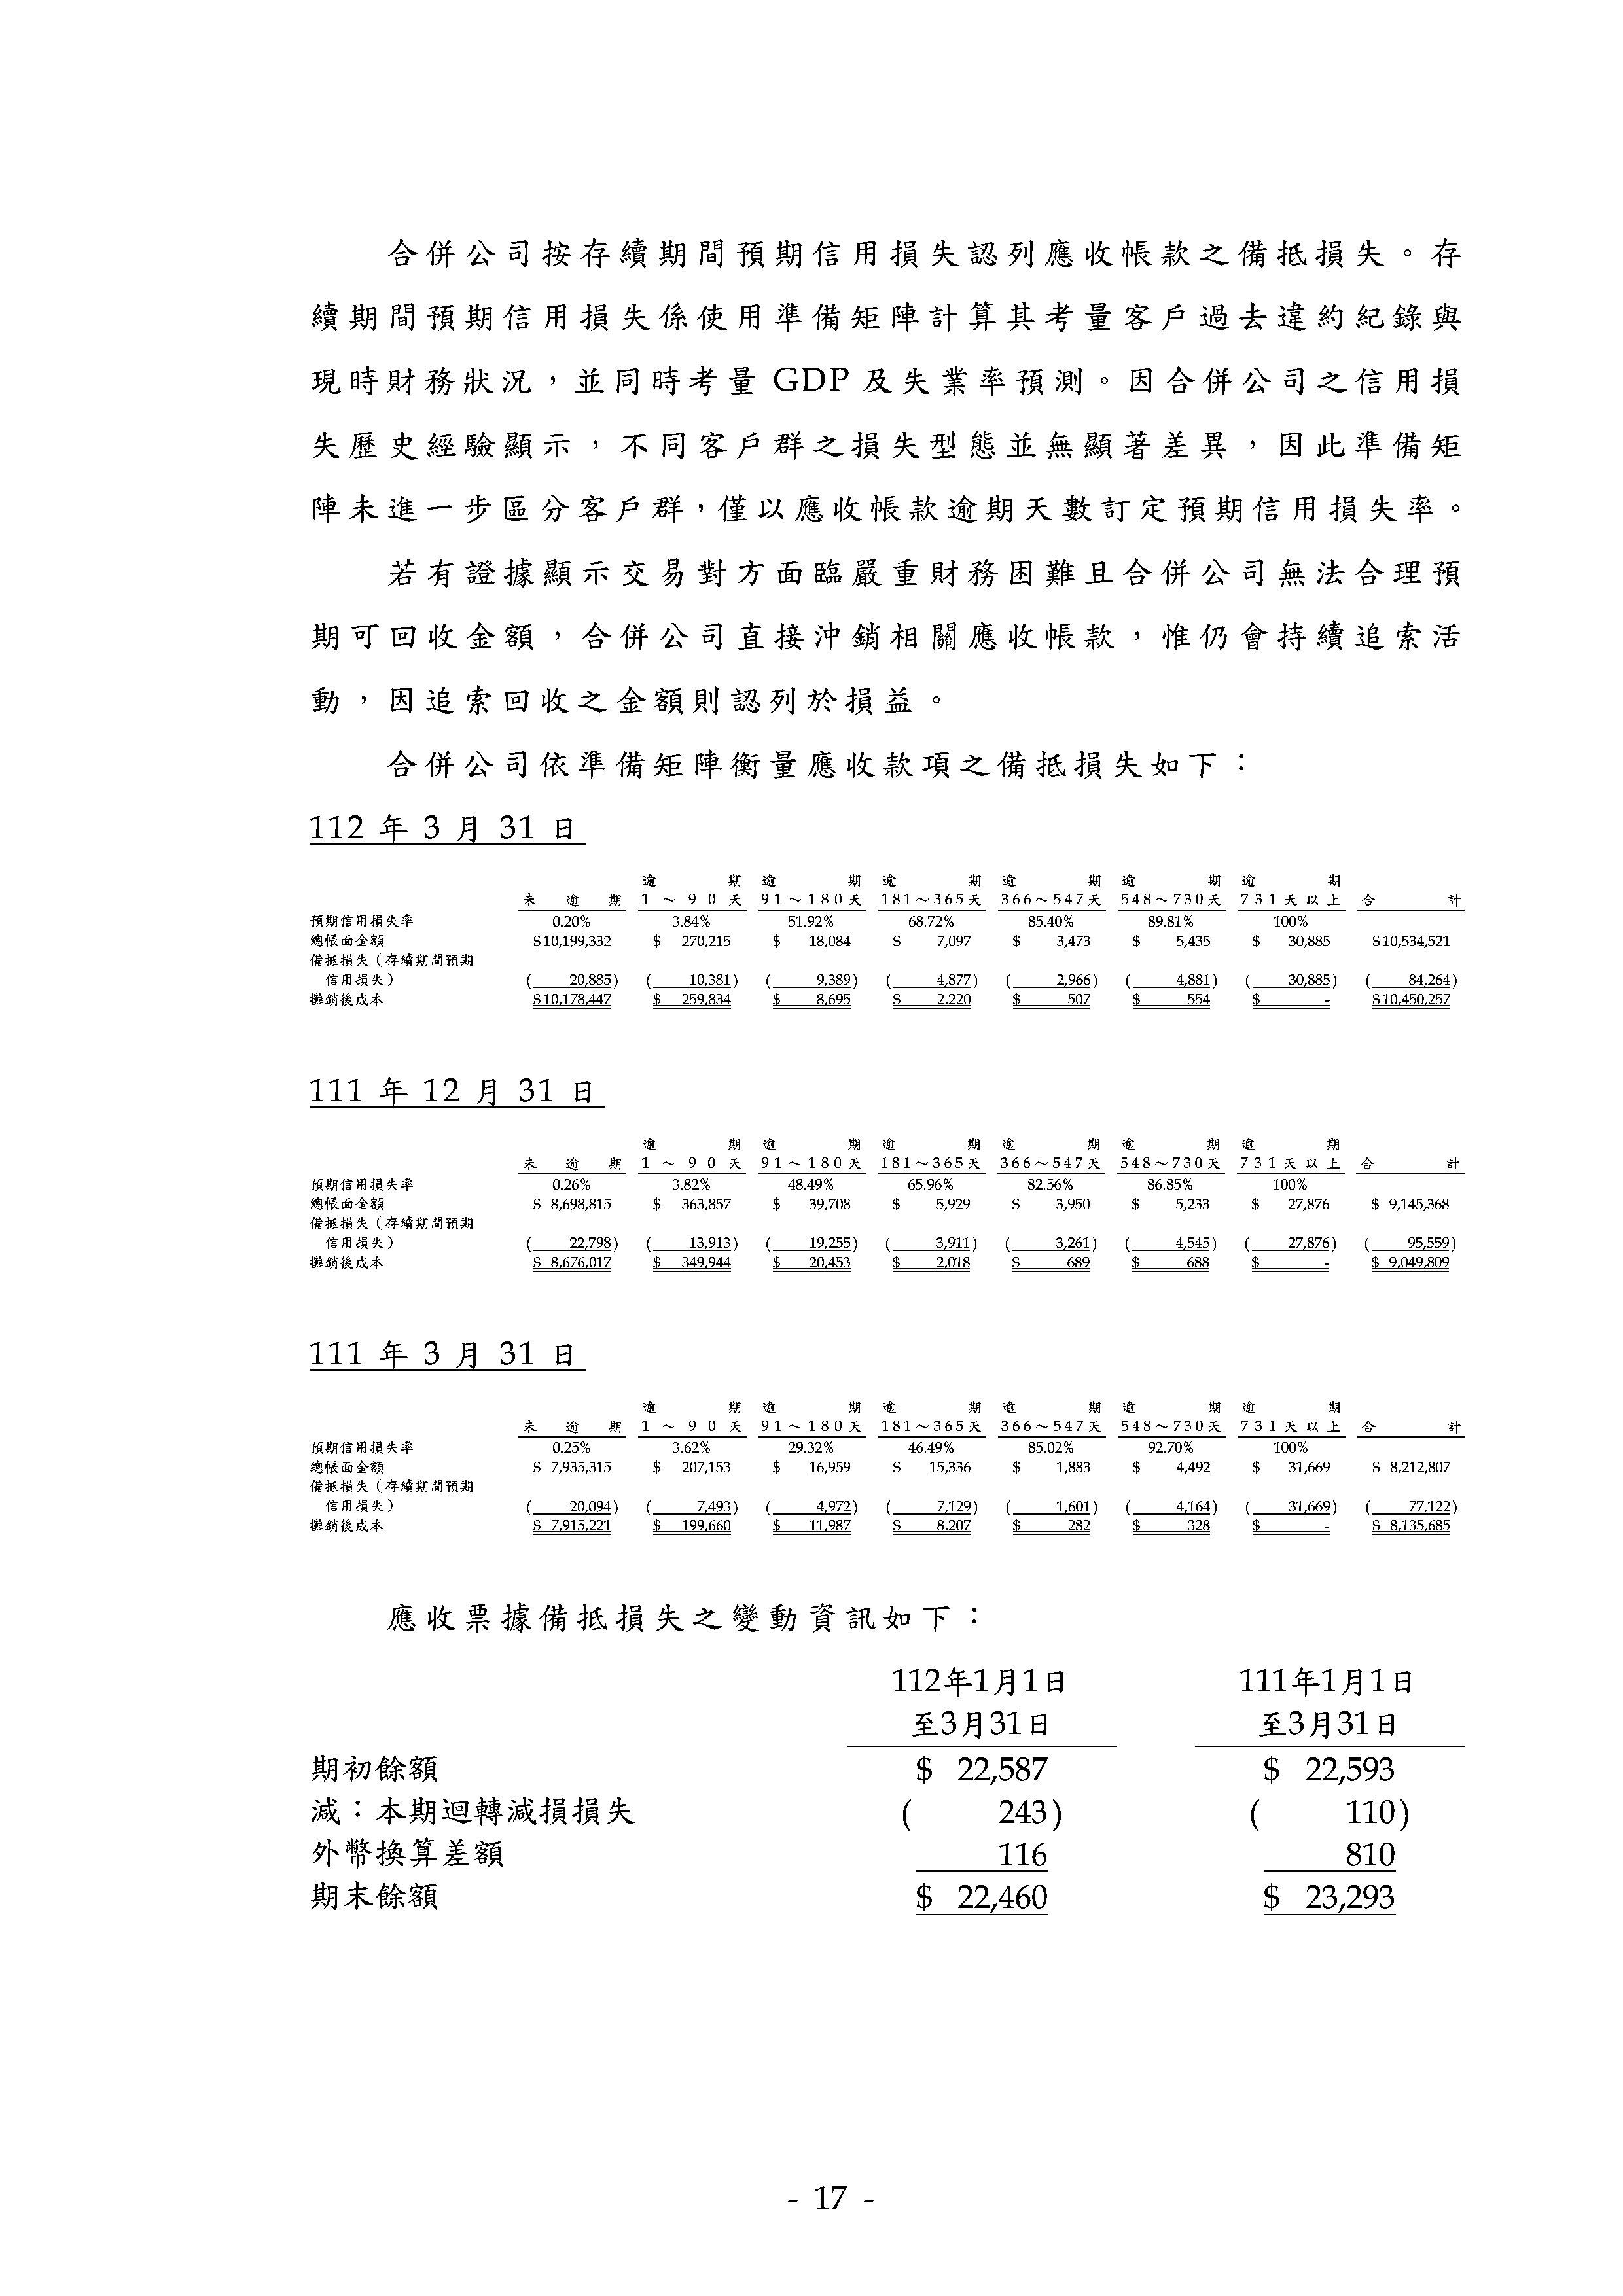 合併公司按存續期間預期信用損失認列應收帳款之備抵損失。存
續期間預期信用損失係使用準備矩陣計算其考量客戶過去違約紀錄與
現時財務狀況，並同時考量 GDP 及失業率預測。因合併公司之信用損
失歷史經驗顯示，不同客戶群之損失型態並無顯著差異，因此準備矩
陣未進一步區分客戶群，僅以應收帳款逾期天數訂定預期信用損失率。
若有證據顯示交易對方面臨嚴重財務困難且合併公司無法合理預
期可回收金額，合併公司直接沖銷相關應收帳款，惟仍會持續追索活
動，因追索回收之金額則認列於損益。
合併公司依準備矩陣衡量應收款項之備抵損失如下：
112 年 3 月 31 日
逾期 逾期 逾期 逾期 逾期 逾期
未逾期 1～90天 91～180天 181～365天 366～547天 548～730天 731天以上 合計
預期信用損失率 0.20% 3.84% 51.92% 68.72% 85.40% 89.81% 100%
總帳面金額 $10,199,332 $ 270,215 $ 18,084 $ 7,097 $ 3,473 $ 5,435 $ 30,885 $10,534,521
備抵損失（存續期間預期
信用損失） ( 20,885) ( 10,381) ( 9,389) ( 4,877) ( 2,966) ( 4,881) ( 30,885) ( 84,264)
攤銷後成本 $10,178,447 $ 259,834 $ 8,695 $ 2,220 $ 507 $ 554 $ - $10,450,257
111 年 12 月 31 日
逾期 逾期 逾期 逾期 逾期 逾期
未逾期 1～90天 91～180天 181～365天 366～547天 548～730天 731天以上 合計
預期信用損失率 0.26% 3.82% 48.49% 65.96% 82.56% 86.85% 100%
總帳面金額 $ 8,698,815 $ 363,857 $ 39,708 $ 5,929 $ 3,950 $ 5,233 $ 27,876 $ 9,145,368
備抵損失（存續期間預期
信用損失） ( 22,798) ( 13,913) ( 19,255) ( 3,911) ( 3,261) ( 4,545) ( 27,876) ( 95,559)
攤銷後成本 $ 8,676,017 $ 349,944 $ 20,453 $ 2,018 $ 689 $ 688 $ - $ 9,049,809
111 年 3 月 31 日
逾期 逾期 逾期 逾期 逾期 逾期
未逾期 1～90天 91～180天 181～365天 366～547天 548～730天 731天以上 合計
預期信用損失率 0.25% 3.62% 29.32% 46.49% 85.02% 92.70% 100%
總帳面金額 $ 7,935,315 $ 207,153 $ 16,959 $ 15,336 $ 1,883 $ 4,492 $ 31,669 $ 8,212,807
備抵損失（存續期間預期
信用損失） ( 20,094) ( 7,493) ( 4,972) ( 7,129) ( 1,601) ( 4,164) ( 31,669) ( 77,122)
攤銷後成本 $ 7,915,221 $ 199,660 $ 11,987 $ 8,207 $ 282 $ 328 $ - $ 8,135,685
應收票據備抵損失之變動資訊如下：
112年1月1日 111年1月1日
至3月31日 至3月31日
期初餘額 $ 22,587 $ 22,593
減：本期迴轉減損損失 ( 243) ( 110)
外幣換算差額 116 810
期末餘額 $ 22,460 $ 23,293
- 17 -